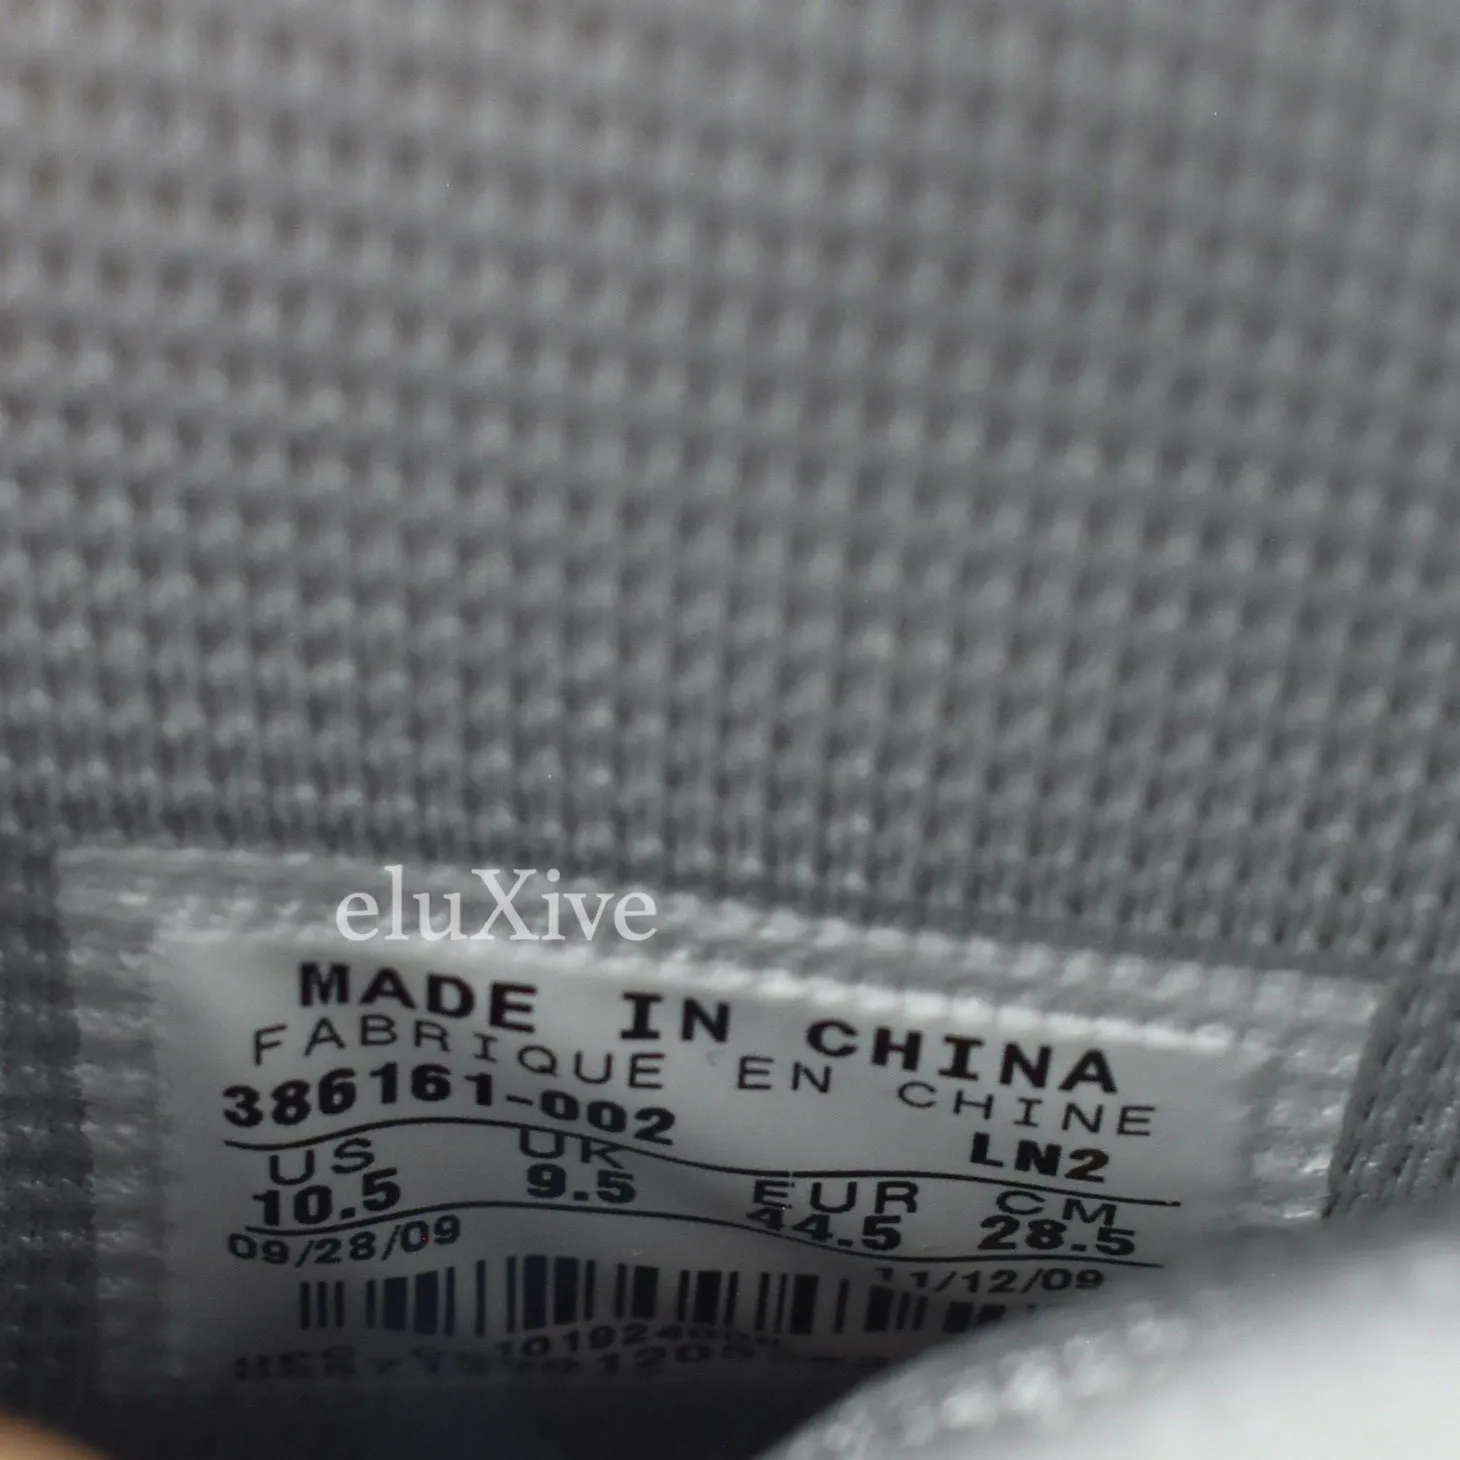 eluXive
MADE IN CHINA
FABRIQUE EN CHINE
386161-002 LN2
US UK EUR CM
10.5 9.5 44.5 28.5
09/28/09 11/12/09